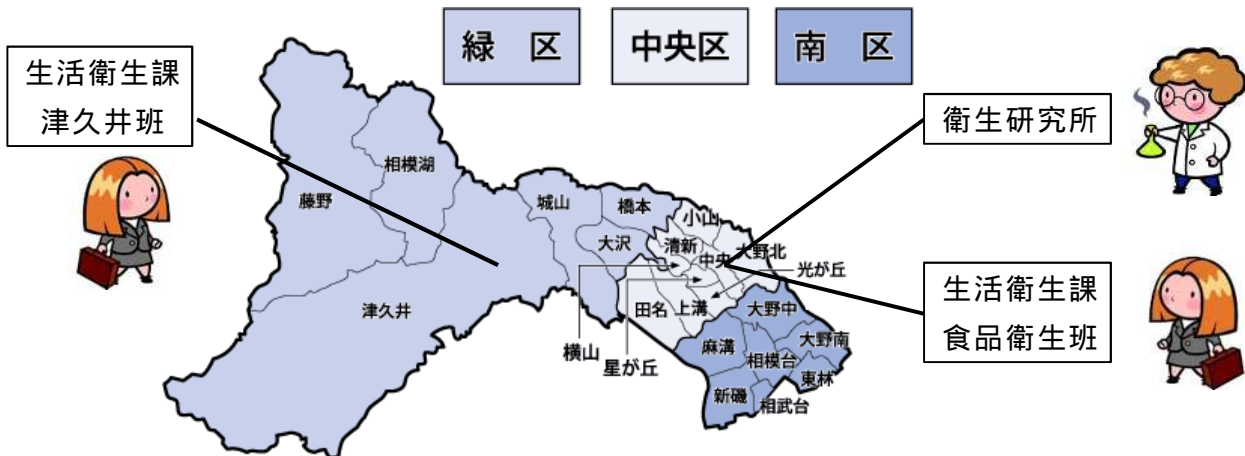 緑 区
中央区
南 区
生活衛生課
津久井班
衛生研究所
相模湖
藤野
城山
橋本
小山
大沢
清新
中央
大野北
光が丘
津久井
田名
上溝
大野中
横山
星が丘
麻溝
大野南
相模台
東林
新磯
相武台
生活衛生課
食品衛生班